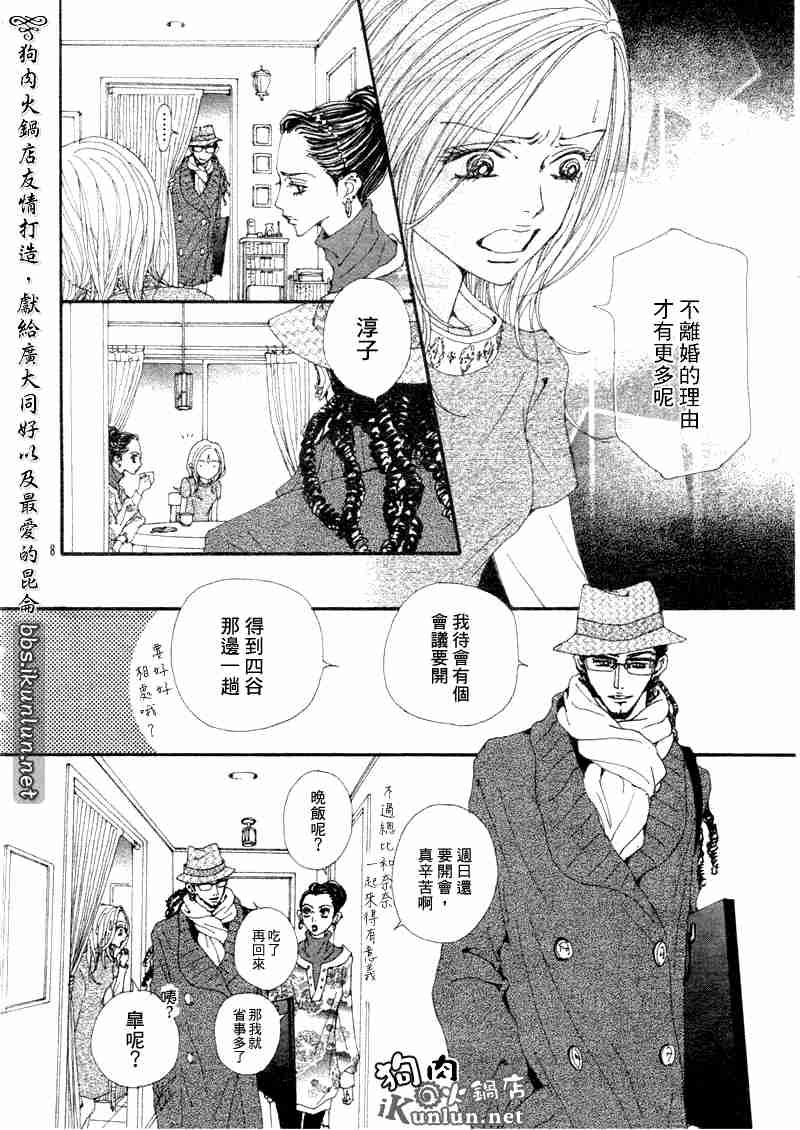 不離婚的理由
才有更多呢
……
淳子
8
我待會有個
會議要開
得到四谷
那邊一趟
要好好
相處哦？
週日還
要開會，
真辛苦啊
不過總比和奈奈
一起來得有意義
晚飯呢？
吃了
再回來
那我就
省事多了
咦？
皐呢？
狗肉火鍋店友情打造，獻給廣大同好以及最愛的昆侖
bbs.ikunlun.net
狗肉火鍋店
iKunlun.net